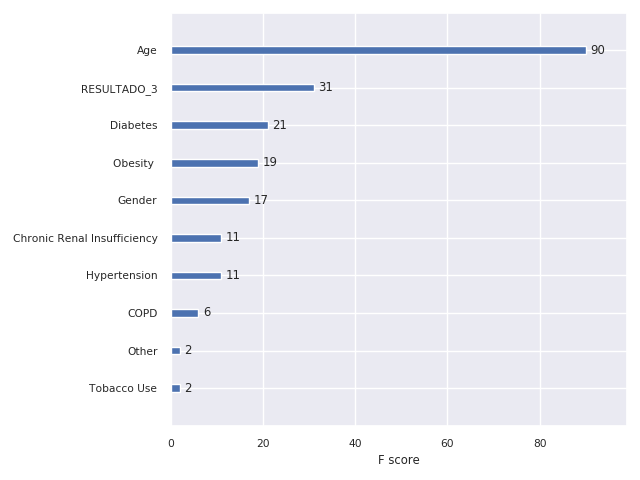 Age 90
RESULTADO_3 31
Diabetes 21
Obesity 19
Gender 17
Chronic Renal Insufficiency 11
Hypertension 11
COPD 6
Other 2
Tobacco Use 2
0 20 40 60 80
F score